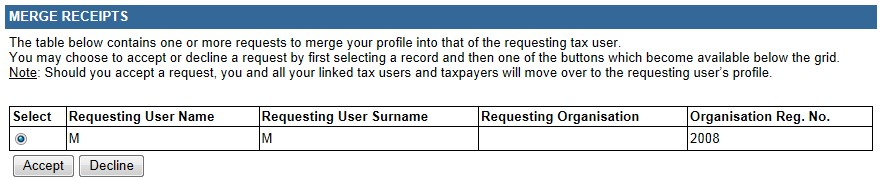 MERGE RECEIPTS
The table below contains one or more requests to merge your profile into that of the requesting tax user.
You may choose to accept or decline a request by first selecting a record and then one of the buttons which become available below the grid.
Note: Should you accept a request, you and all your linked tax users and taxpayers will move over to the requesting user's profile.
Select Requesting User Name Requesting User Surname Requesting Organisation Organisation Reg. No.
M M 2008
Accept Decline